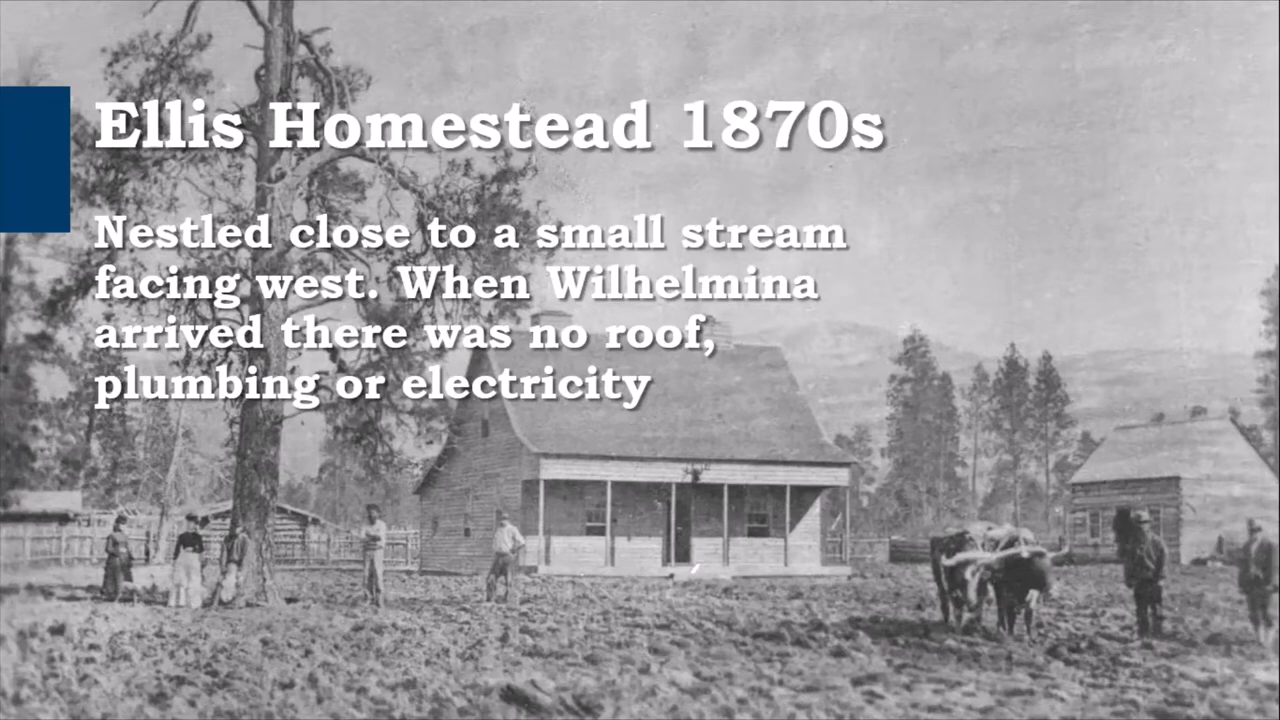 Ellis Homestead 1870s
Nestled close to a small stream
facing west. When Wilhelmina
arrived there was no roof,
plumbing or electricity